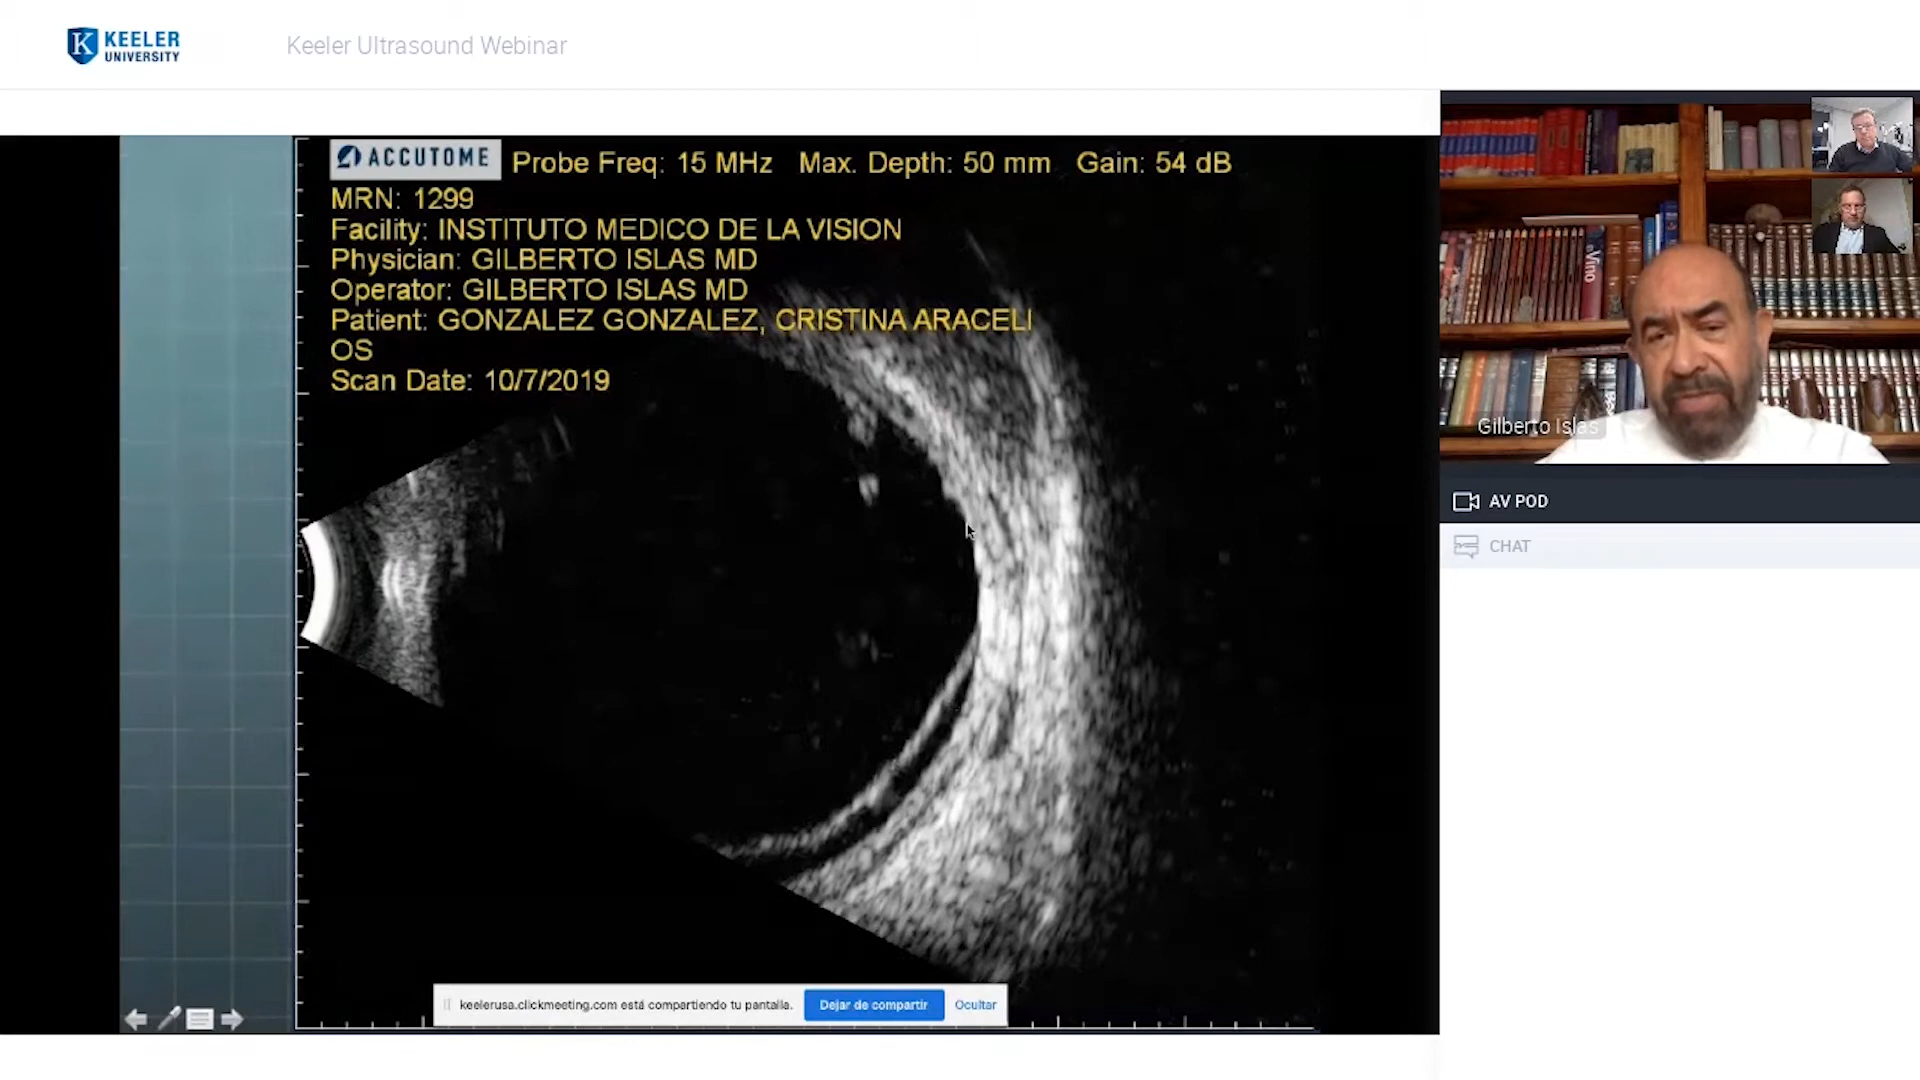 K KEELER
UNIVERSITY
Keeler Ultrasound Webinar
ACCUTOME
Probe Freq: 15 MHz Max. Depth: 50 mm Gain: 54 dB
MRN: 1299
Facility: INSTITUTO MEDICO DE LA VISION
Physician: GILBERTO ISLAS MD
Operator: GILBERTO ISLAS MD
Patient: GONZALEZ GONZALEZ, CRISTINA ARACELI
OS
Scan Date: 10/7/2019
keelerusa.clickmeeting.com está compartiendo tu pantalla.
Dejar de compartir
Ocultar
Vino
Gilberto Islas
AV POD
CHAT